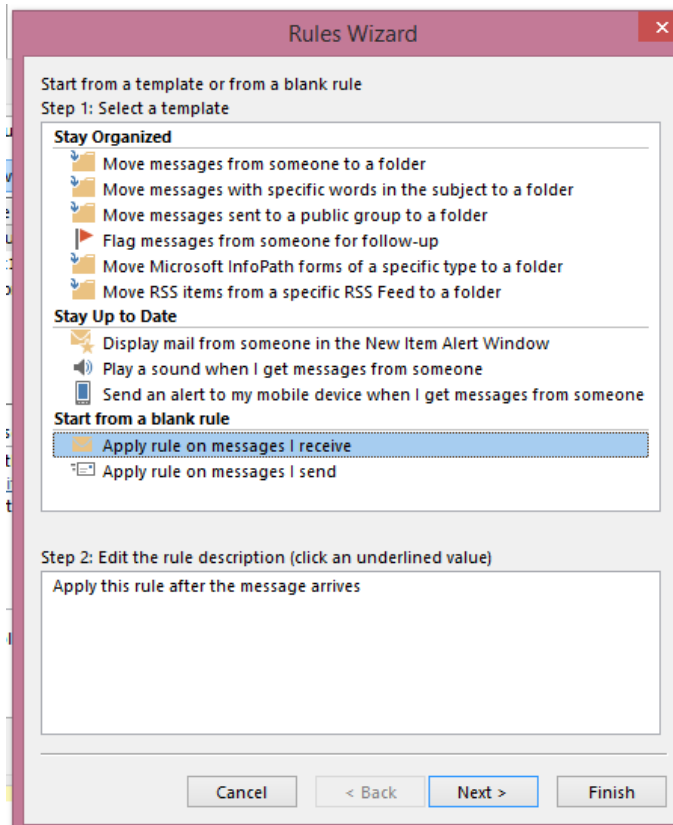 Rules Wizard
Start from a template or from a blank rule
Step 1: Select a template
Stay Organized
Move messages from someone to a folder
Move messages with specific words in the subject to a folder
Move messages sent to a public group to a folder
Flag messages from someone for follow-up
Move Microsoft InfoPath forms of a specific type to a folder
Move RSS items from a specific RSS Feed to a folder
Stay Up to Date
Display mail from someone in the New Item Alert Window
Play a sound when I get messages from someone
Send an alert to my mobile device when I get messages from someone
Start from a blank rule
Apply rule on messages I receive
Apply rule on messages I send
Step 2: Edit the rule description (click an underlined value)
Apply this rule after the message arrives
Cancel
< Back
Next >
Finish